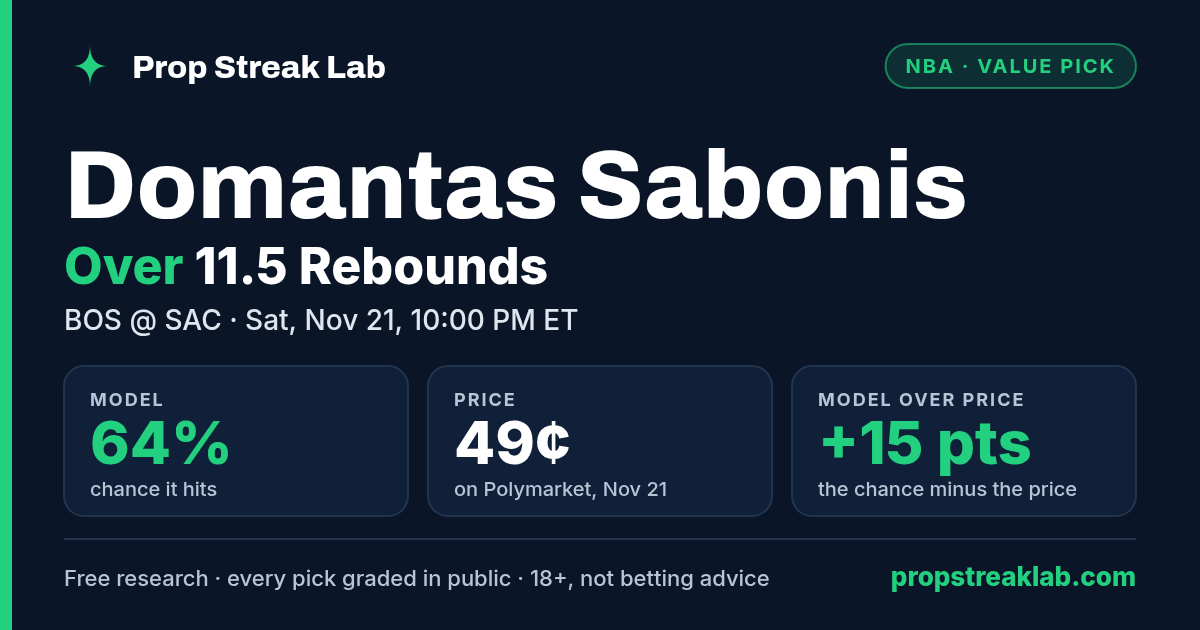 Prop Streak Lab
NBA · VALUE PICK
Domantas Sabonis
Over 11.5 Rebounds
BOS @ SAC · Sat, Nov 21, 10:00 PM ET
MODEL
64%
chance it hits
PRICE
49¢
on Polymarket, Nov 21
MODEL OVER PRICE
+15 pts
the chance minus the price
Free research · every pick graded in public · 18+, not betting advice
propstreaklab.com